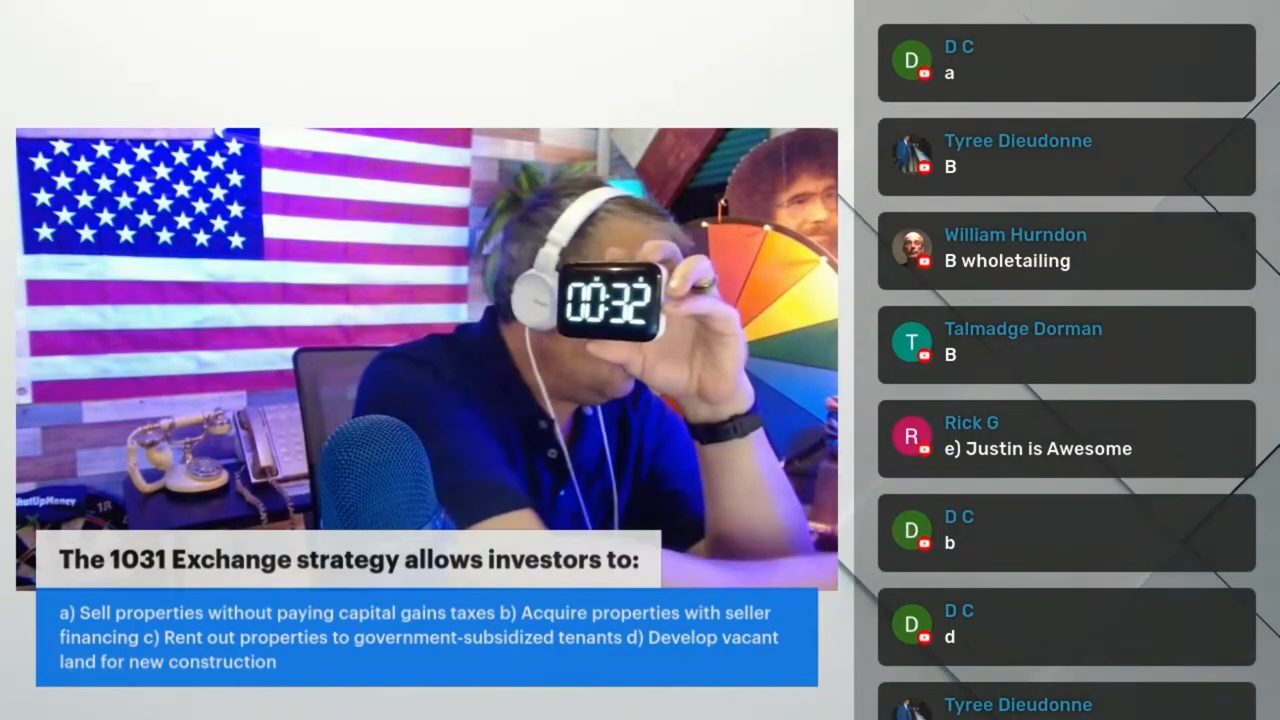 00:32
ShutUpMoney
The 1031 Exchange strategy allows investors to:
a) Sell properties without paying capital gains taxes b) Acquire properties with seller
financing c) Rent out properties to government-subsidized tenants d) Develop vacant
land for new construction
D
D C
a
Tyree Dieudonne
B
William Hurndon
B wholetailing
T
Talmadge Dorman
B
R
Rick G
e) Justin is Awesome
D
D C
b
D
D C
d
Tyree Dieudonne